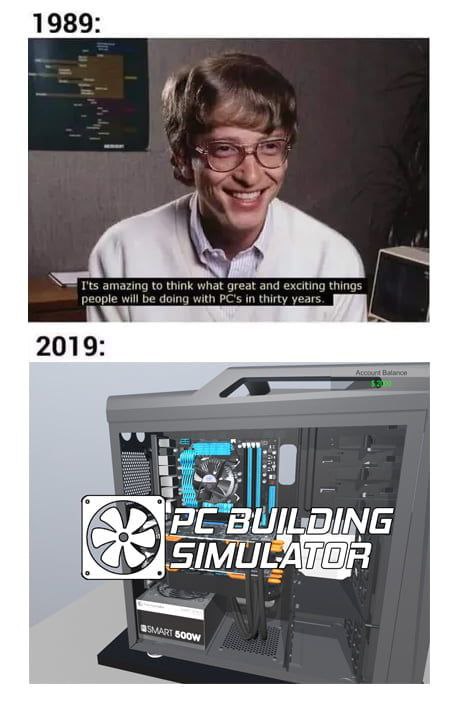 1989:
I'ts amazing to think what great and exciting things
people will be doing with PC's in thirty years.
2019:
Account Balance
PC BUILDING
SIMULATOR
SMART 500W